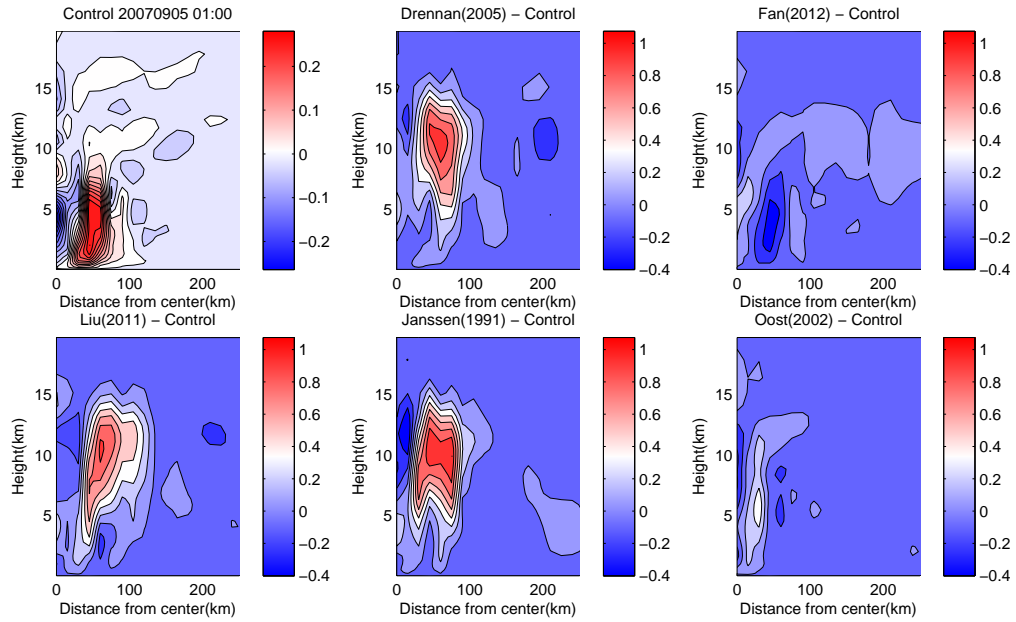 Control 20070905 01:00
Drennan(2005) − Control
Fan(2012) − Control
Height(km)
15
10
5
0 100 200
Distance from center(km)
0.2
0.1
0
−0.1
−0.2
Height(km)
15
10
5
0 100 200
Distance from center(km)
1
0.8
0.6
0.4
0.2
0
−0.2
−0.4
Height(km)
15
10
5
0 100 200
Distance from center(km)
1
0.8
0.6
0.4
0.2
0
−0.2
−0.4
Liu(2011) − Control
Janssen(1991) − Control
Oost(2002) − Control
Height(km)
15
10
5
0 100 200
Distance from center(km)
1
0.8
0.6
0.4
0.2
0
−0.2
−0.4
Height(km)
15
10
5
0 100 200
Distance from center(km)
1
0.8
0.6
0.4
0.2
0
−0.2
−0.4
Height(km)
15
10
5
0 100 200
Distance from center(km)
1
0.8
0.6
0.4
0.2
0
−0.2
−0.4